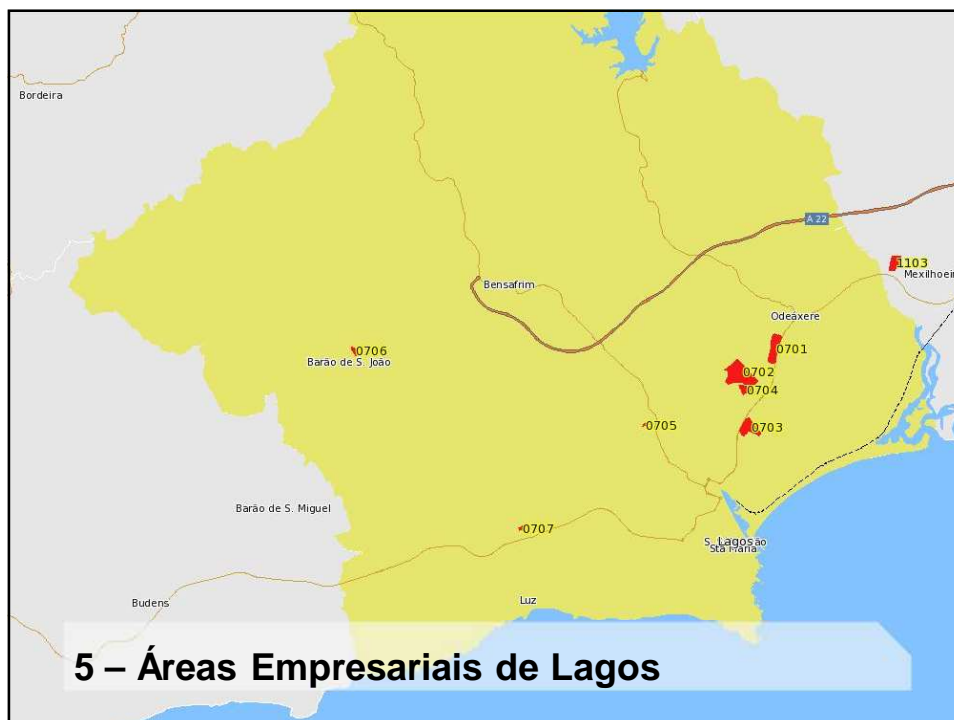 Bordeira
A 22
1103
Mexilhoeir
Bensafrim
Odeáxere
0701
0706
Barão de S. João
0702
0704
0705
0703
Barão de S. Miguel
0707
Lagos
Sta Maria
Budens
Luz
5 – Áreas Empresariais de Lagos